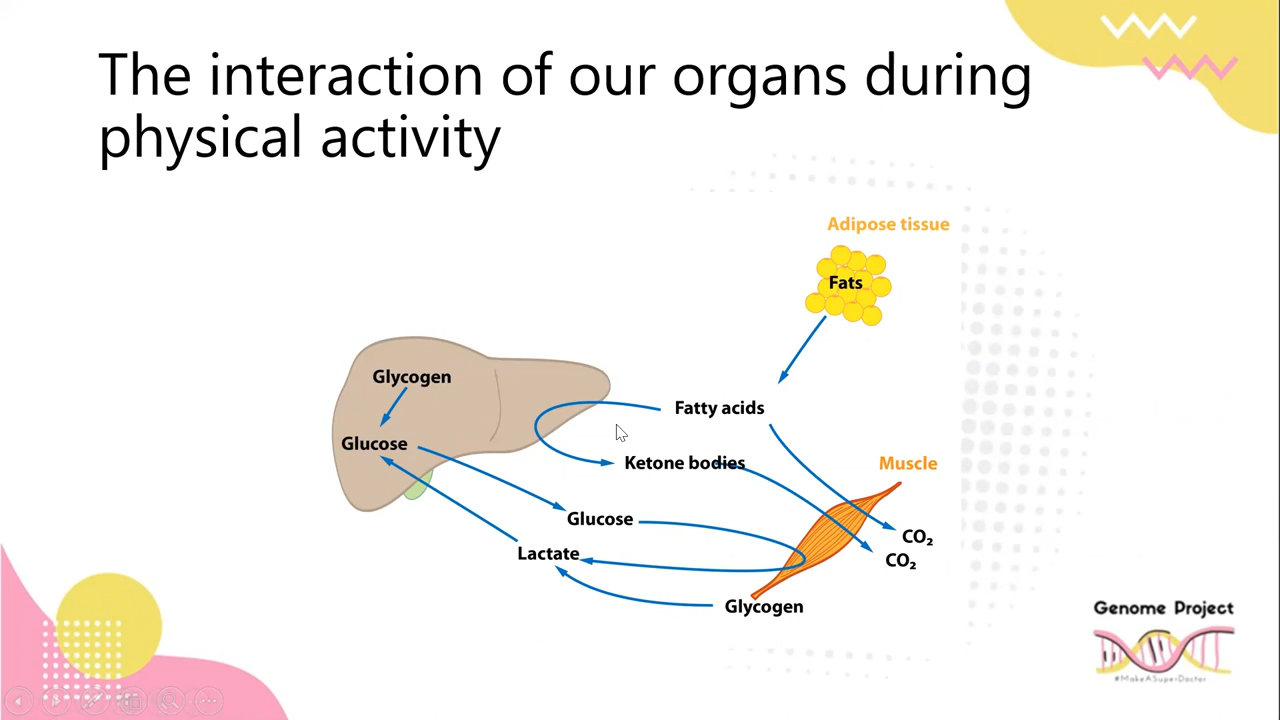 The interaction of our organs during
physical activity
Adipose tissue
Fats
Glycogen
Fatty acids
Glucose
Ketone bodies
Muscle
Glucose
CO₂
Lactate
CO₂
Glycogen
Genome Project
#MakeASuperDoctor